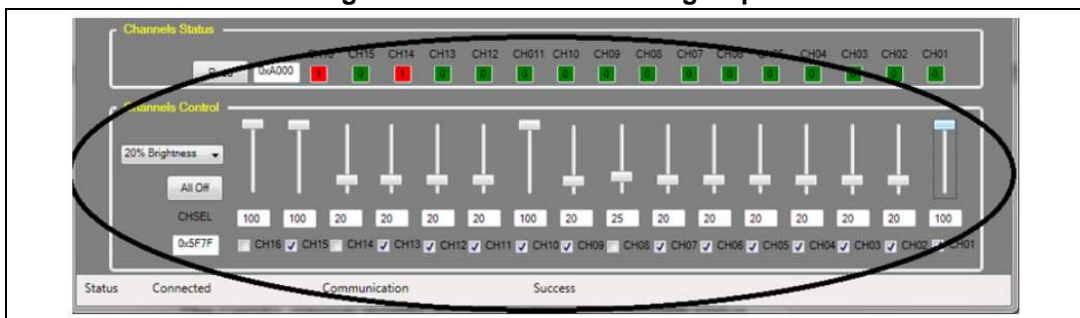 Channels Status
CH15 CH14 CH13 CH12 CH011 CH10 CH09 CH08 CH07 CH06 CH05 CH04 CH03 CH02 CH01
0xA000 1 0 1 0 0 0 0 0 0 0 0 0 0 0 0 0
Channels Control
20% Brightness
All Off
CHSEL 100 100 20 20 20 20 100 20 25 20 20 20 20 20 20 100
0x5F7F CH16 CH15 CH14 CH13 CH12 CH11 CH10 CH09 CH08 CH07 CH06 CH05 CH04 CH03 CH02 CH01
Status Connected Communication Success